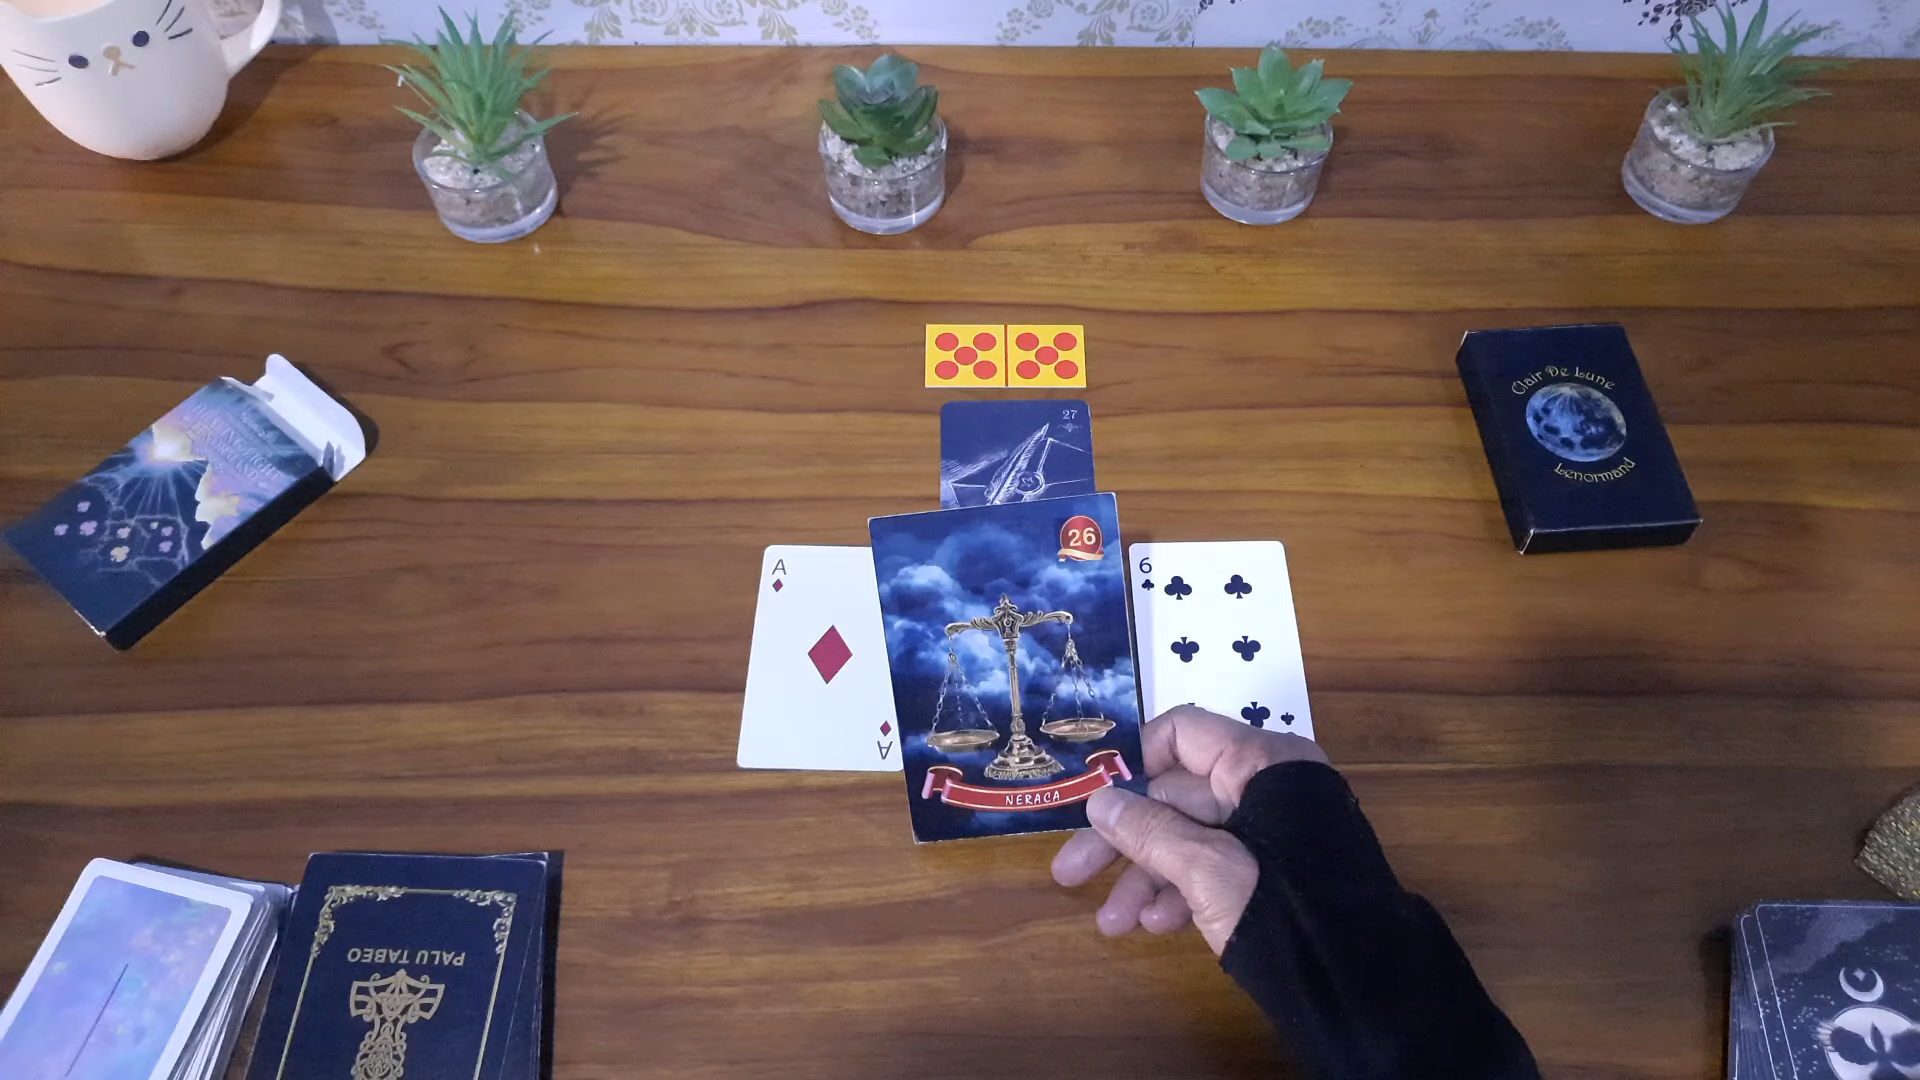 27
Clair De Lune
Lenormand
26
NERACA
A
A
6
PALU TABEO